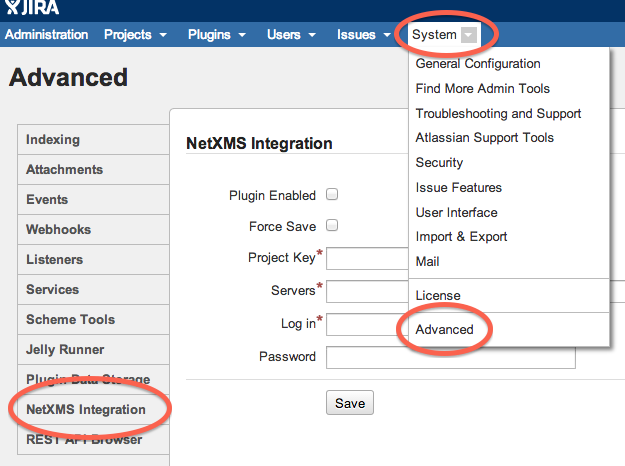 JIRA
Administration Projects Plugins Users Issues System
Advanced
General Configuration
Find More Admin Tools
Troubleshooting and Support
Atlassian Support Tools
Security
Issue Features
User Interface
Import & Export
Mail
License
Advanced
Indexing
Attachments
Events
Webhooks
Listeners
Services
Scheme Tools
Jelly Runner
Plugin Data Storage
NetXMS Integration
REST API Browser
NetXMS Integration
Plugin Enabled
Force Save
Project Key*
Servers*
Log in*
Password
Save